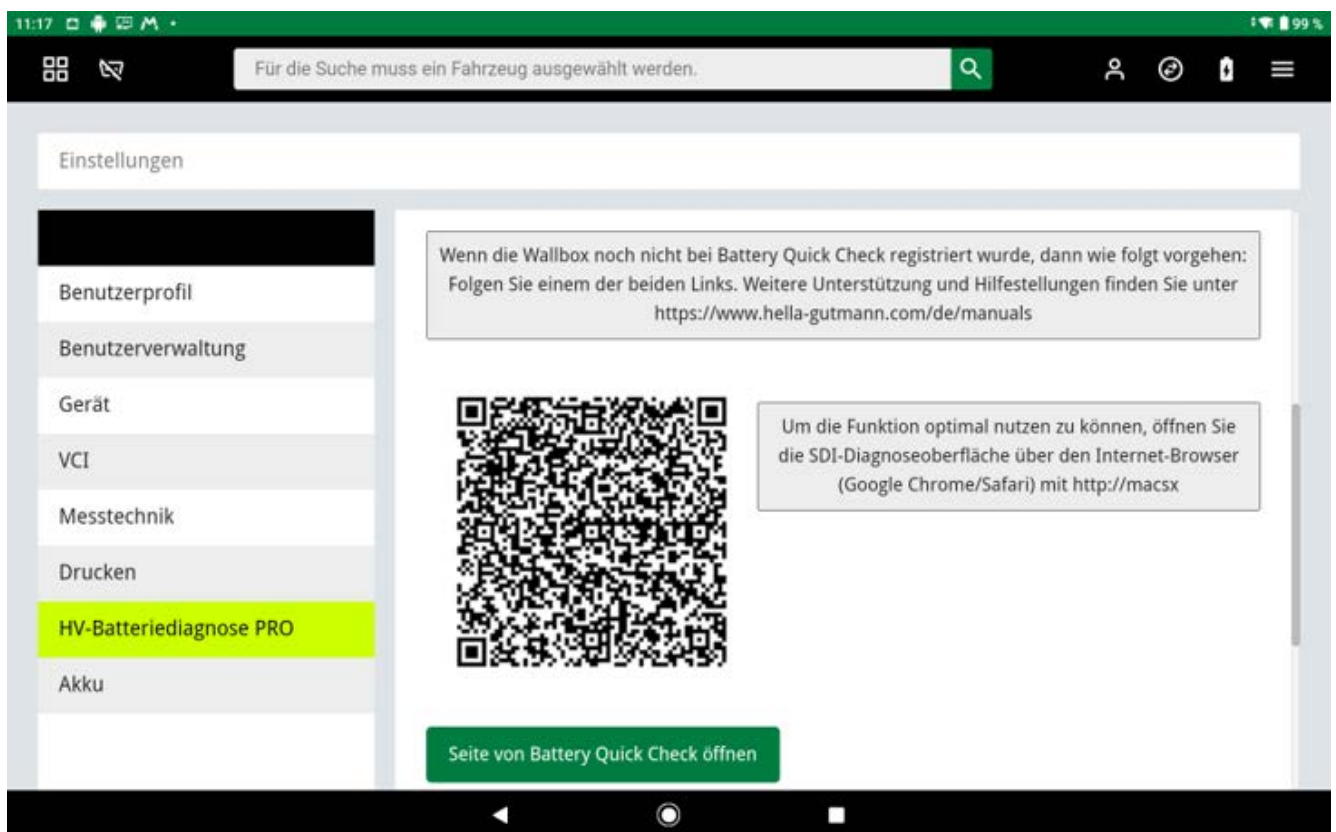 11:17
99 %
Für die Suche muss ein Fahrzeug ausgewählt werden.
Einstellungen
Benutzerprofil
Benutzerverwaltung
Gerät
VCI
Messtechnik
Drucken
HV-Batteriediagnose PRO
Akku
Wenn die Wallbox noch nicht bei Battery Quick Check registriert wurde, dann wie folgt vorgehen:
Folgen Sie einem der beiden Links. Weitere Unterstützung und Hilfestellungen finden Sie unter
https://www.hella-gutmann.com/de/manuals
Um die Funktion optimal nutzen zu können, öffnen Sie
die SDI-Diagnoseoberfläche über den Internet-Browser
(Google Chrome/Safari) mit http://macsx
Seite von Battery Quick Check öffnen